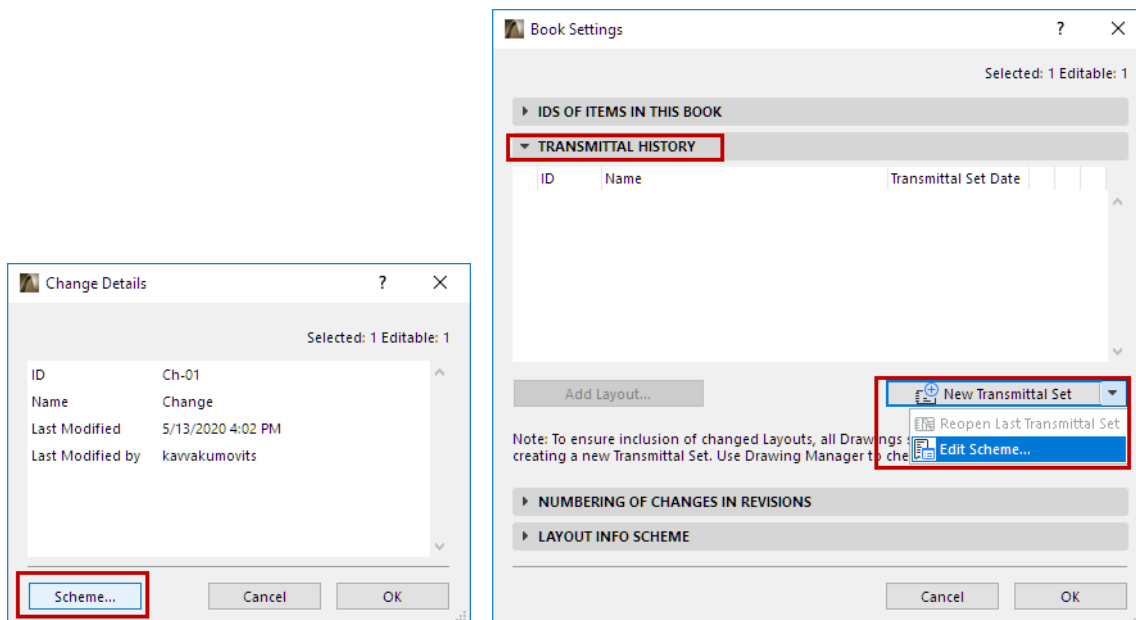 Change Details
?
Selected: 1 Editable: 1
ID Ch-01
Name Change
Last Modified 5/13/2020 4:02 PM
Last Modified by kavvakumovits
Scheme...
Cancel
OK
Book Settings
?
Selected: 1 Editable: 1
IDS OF ITEMS IN THIS BOOK
TRANSMITTAL HISTORY
ID Name Transmittal Set Date
Add Layout...
New Transmittal Set
Reopen Last Transmittal Set
Edit Scheme...
Note: To ensure inclusion of changed Layouts, all Drawings
creating a new Transmittal Set. Use Drawing Manager to
NUMBERING OF CHANGES IN REVISIONS
LAYOUT INFO SCHEME
Cancel
OK